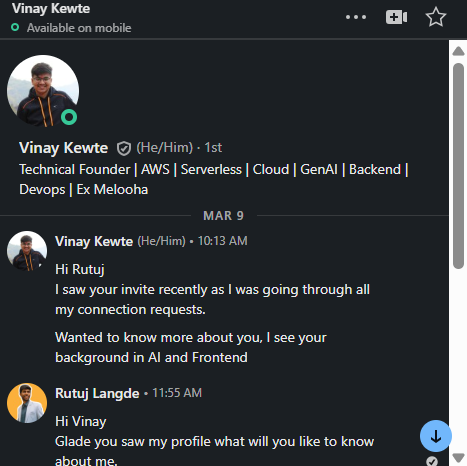 Vinay Kewte
Available on mobile
Vinay Kewte (He/Him) · 1st
Technical Founder | AWS | Serverless | Cloud | GenAI | Backend |
Devops | Ex Melooha
MAR 9
Vinay Kewte (He/Him) • 10:13 AM
Hi Rutuj
I saw your invite recently as I was going through all
my connection requests.
Wanted to know more about you, I see your
background in AI and Frontend
Rutuj Langde • 11:55 AM
Hi Vinay
Glade you saw my profile what will you like to know
about me.